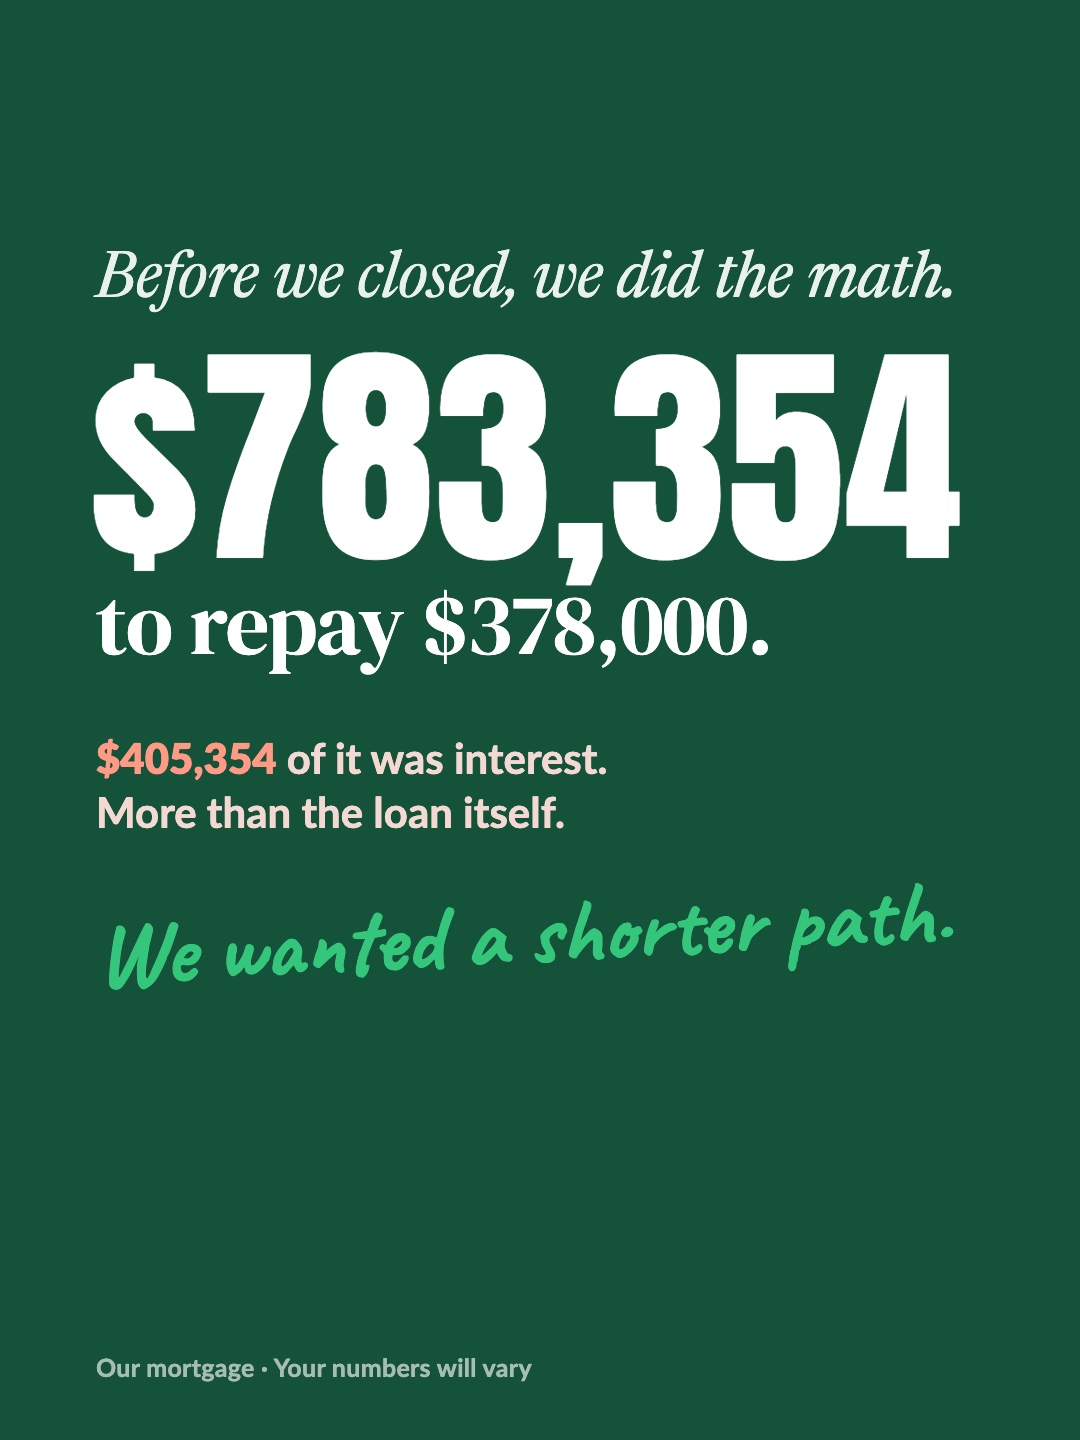 Before we closed, we did the math.
$783,354
to repay $378,000.
$405,354 of it was interest.
More than the loan itself.
We wanted a shorter path.
Our mortgage · Your numbers will vary